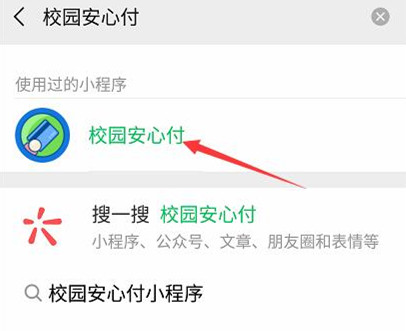 校园安心付
使用过的小程序
校园安心付
搜一搜 校园安心付
小程序、公众号、文章、朋友圈和表情等
校园安心付小程序